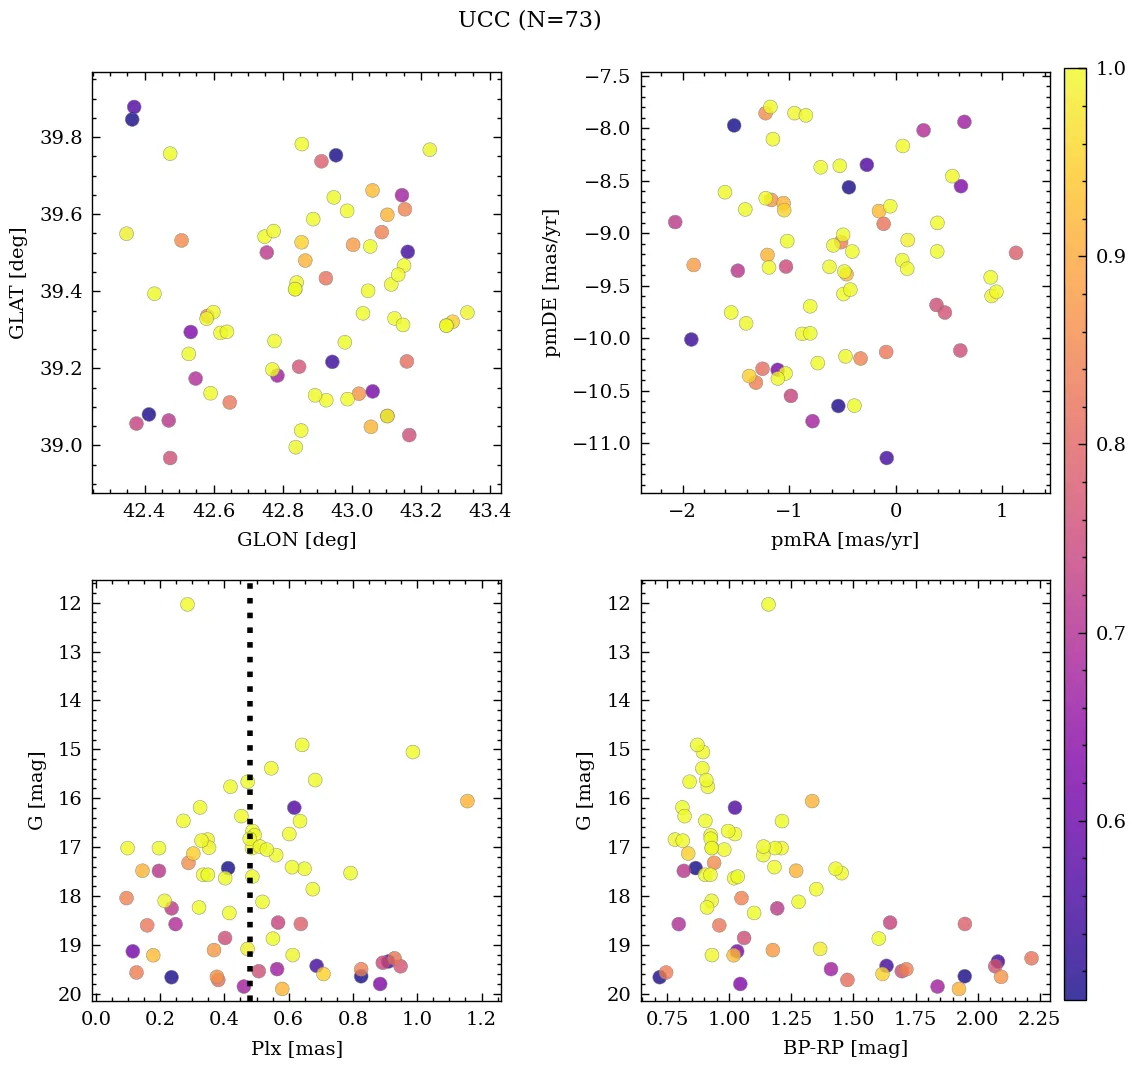 UCC (N=73)
39.8
39.6
39.4
39.2
39.0
GLAT [deg]
42.4 42.6 42.8 43.0 43.2 43.4
GLON [deg]
−7.5
−8.0
−8.5
−9.0
−9.5
−10.0
−10.5
−11.0
pmDE [mas/yr]
−2 −1 0 1
pmRA [mas/yr]
12
13
14
15
16
17
18
19
20
G [mag]
0.0 0.2 0.4 0.6 0.8 1.0 1.2
Plx [mas]
12
13
14
15
16
17
18
19
20
G [mag]
0.75 1.00 1.25 1.50 1.75 2.00 2.25
BP-RP [mag]
1.0
0.9
0.8
0.7
0.6